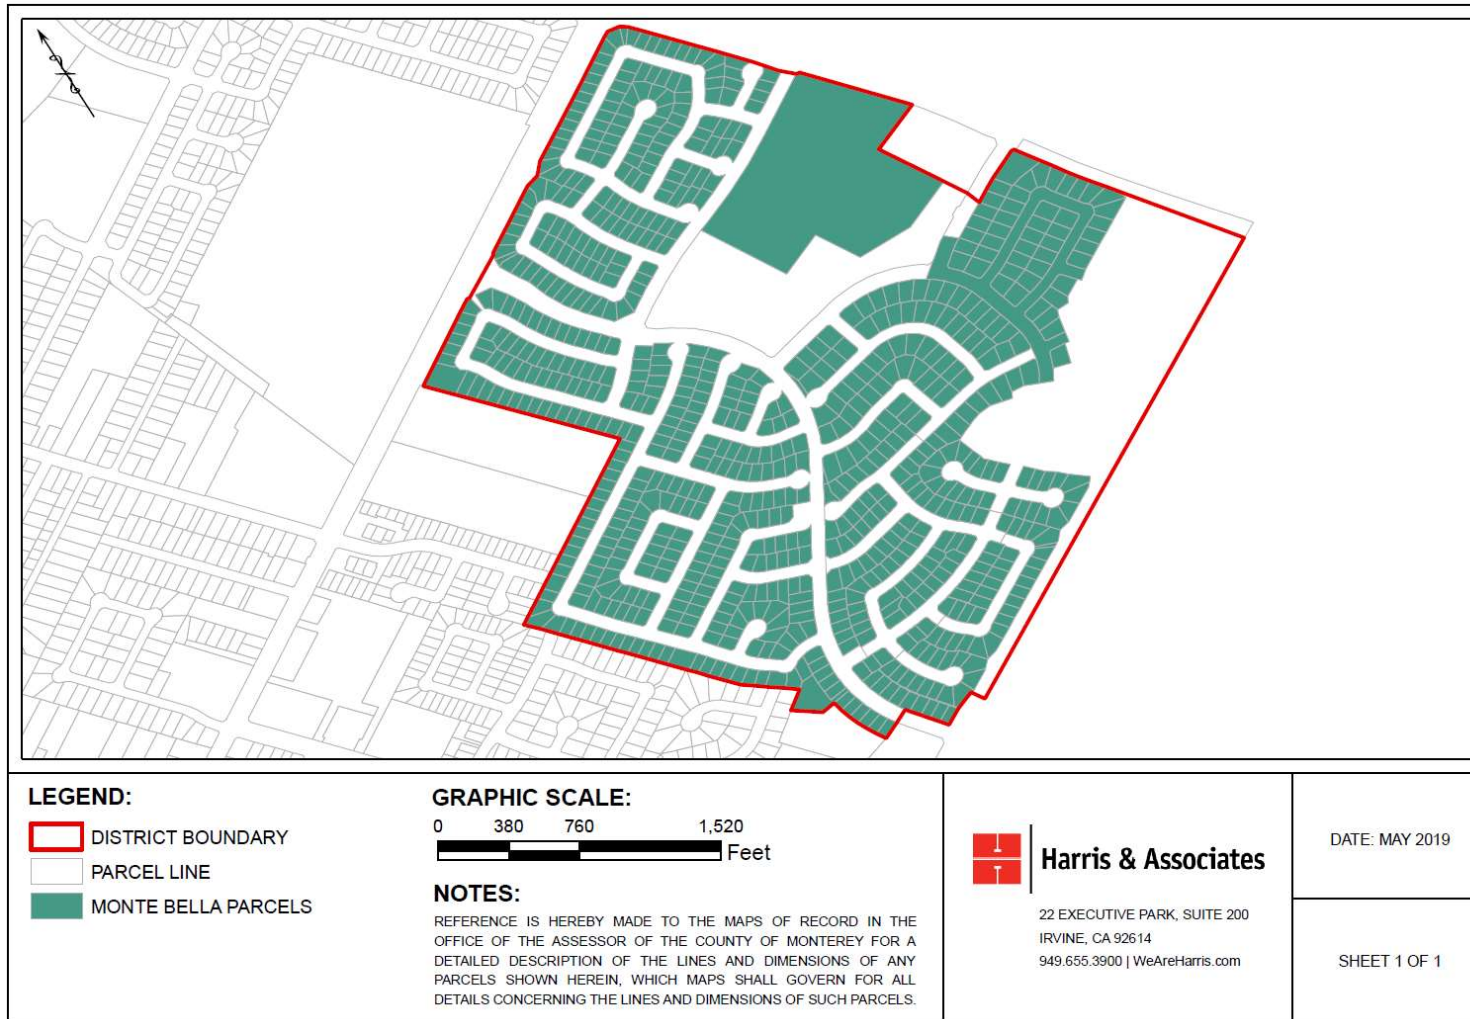 LEGEND:
DISTRICT BOUNDARY
PARCEL LINE
MONTE BELLA PARCELS
GRAPHIC SCALE:
0 380 760 1,520
Feet
NOTES:
REFERENCE IS HEREBY MADE TO THE MAPS OF RECORD IN THE
OFFICE OF THE ASSESSOR OF THE COUNTY OF MONTEREY FOR A
DETAILED DESCRIPTION OF THE LINES AND DIMENSIONS OF ANY
PARCELS SHOWN HEREIN, WHICH MAPS SHALL GOVERN FOR ALL
DETAILS CONCERNING THE LINES AND DIMENSIONS OF SUCH PARCELS.
Harris & Associates
22 EXECUTIVE PARK, SUITE 200
IRVINE, CA 92614
949.655.3900 | WeAreHarris.com
DATE: MAY 2019
SHEET 1 OF 1